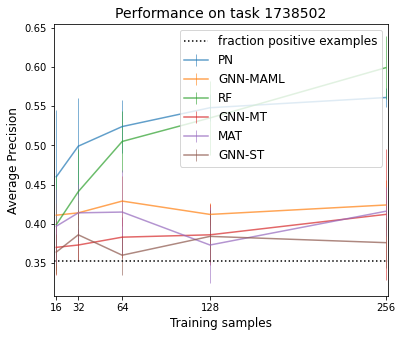 Performance on task 1738502
fraction positive examples
PN
GNN-MAML
RF
GNN-MT
MAT
GNN-ST
0.65
0.60
0.55
0.50
0.45
0.40
0.35
Average Precision
16 32 64 128 256
Training samples